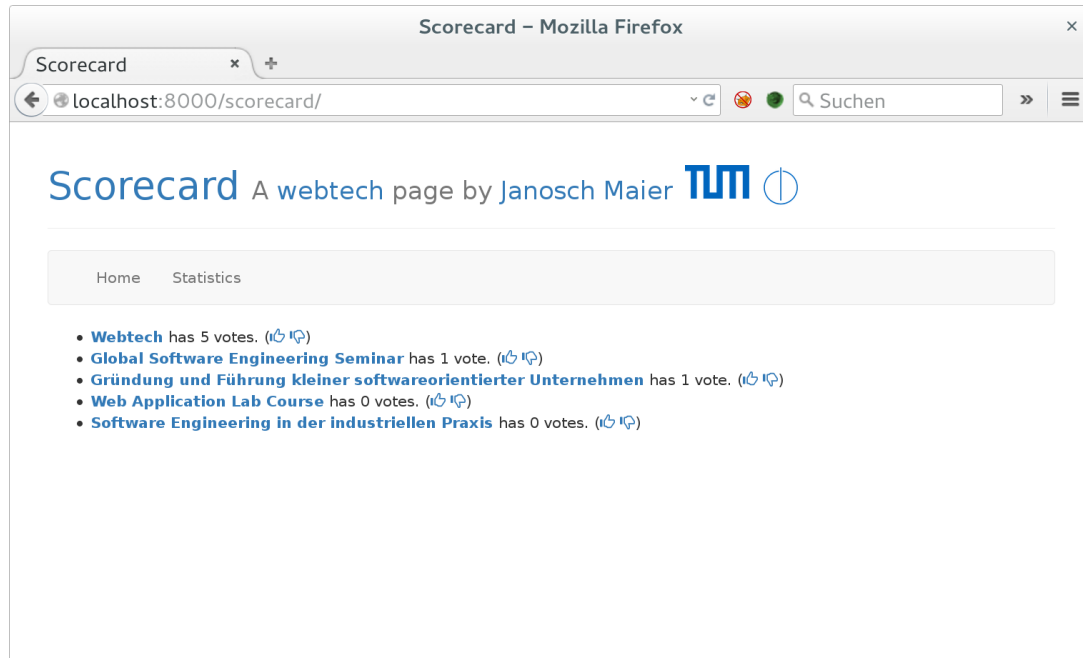 Scorecard – Mozilla Firefox
Scorecard
localhost:8000/scorecard/
Suchen
Scorecard A webtech page by Janosch Maier TUM
Home Statistics
Webtech has 5 votes. ( )
Global Software Engineering Seminar has 1 vote. ( )
Gründung und Führung kleiner softwareorientierter Unternehmen has 1 vote. ( )
Web Application Lab Course has 0 votes. ( )
Software Engineering in der industriellen Praxis has 0 votes. ( )